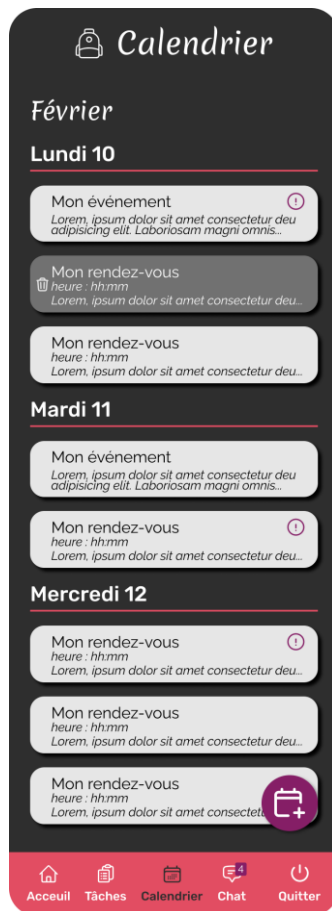 Calendrier
Février
Lundi 10
Mon événement
Lorem, ipsum dolor sit amet consectetur deu
adipisicing elit. Laboriosam magni omnis...
Mon rendez-vous
heure : hh:mm
Lorem, ipsum dolor sit amet consectetur deu...
Mon rendez-vous
heure : hh:mm
Lorem, ipsum dolor sit amet consectetur deu...
Mardi 11
Mon événement
Lorem, ipsum dolor sit amet consectetur deu
adipisicing elit. Laboriosam magni omnis...
Mon rendez-vous
heure : hh:mm
Lorem, ipsum dolor sit amet consectetur deu...
Mercredi 12
Mon rendez-vous
heure : hh:mm
Lorem, ipsum dolor sit amet consectetur deu...
Mon rendez-vous
heure : hh:mm
Lorem, ipsum dolor sit amet consectetur deu...
Mon rendez-vous
heure : hh:mm
Lorem, ipsum dolor sit amet consectetu
4
Acceuil Tâches Calendrier Chat Quitter